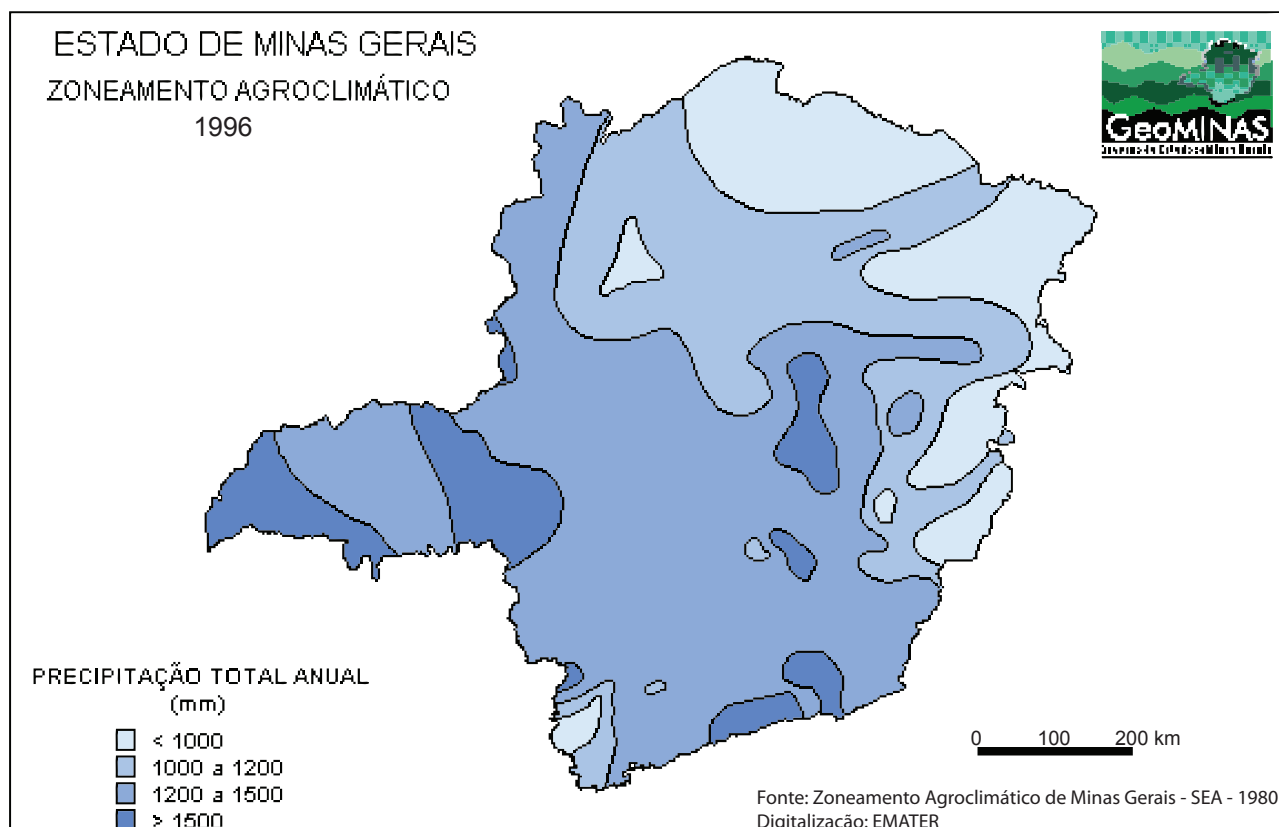 ESTADO DE MINAS GERAIS
ZONEAMENTO AGROCLIMÁTICO
1996
GeoMINAS
PRECIPITAÇÃO TOTAL ANUAL
(mm)
< 1000
1000 a 1200
1200 a 1500
> 1500
0 100 200 km
Fonte: Zoneamento Agroclimático de Minas Gerais - SEA - 1980
Digitalização: EMATER